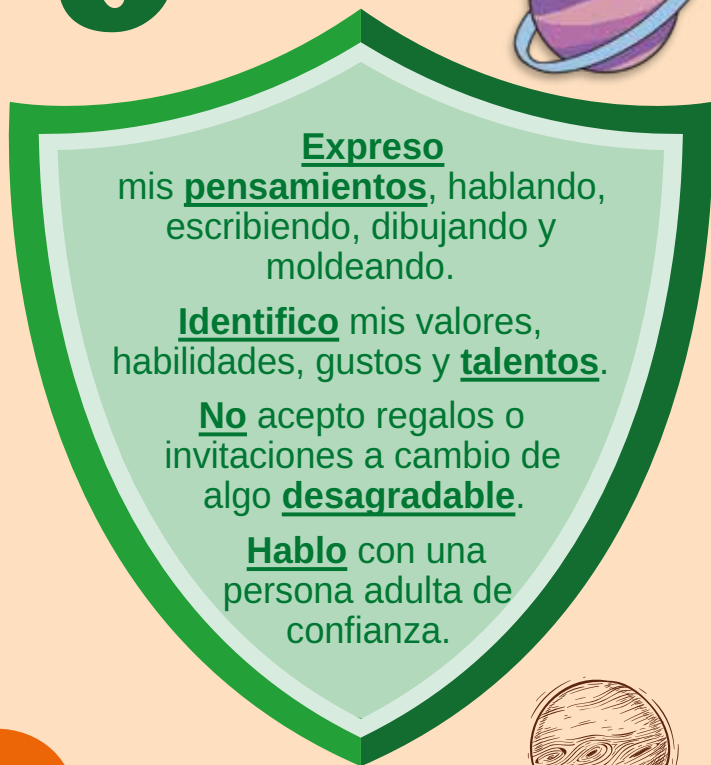 Expreso
mis pensamientos, hablando,
escribiendo, dibujando y
moldeando.
Identifico mis valores,
habilidades, gustos y talentos.
No acepto regalos o
invitaciones a cambio de
algo desagradable.
Hablo con una
persona adulta de
confianza.